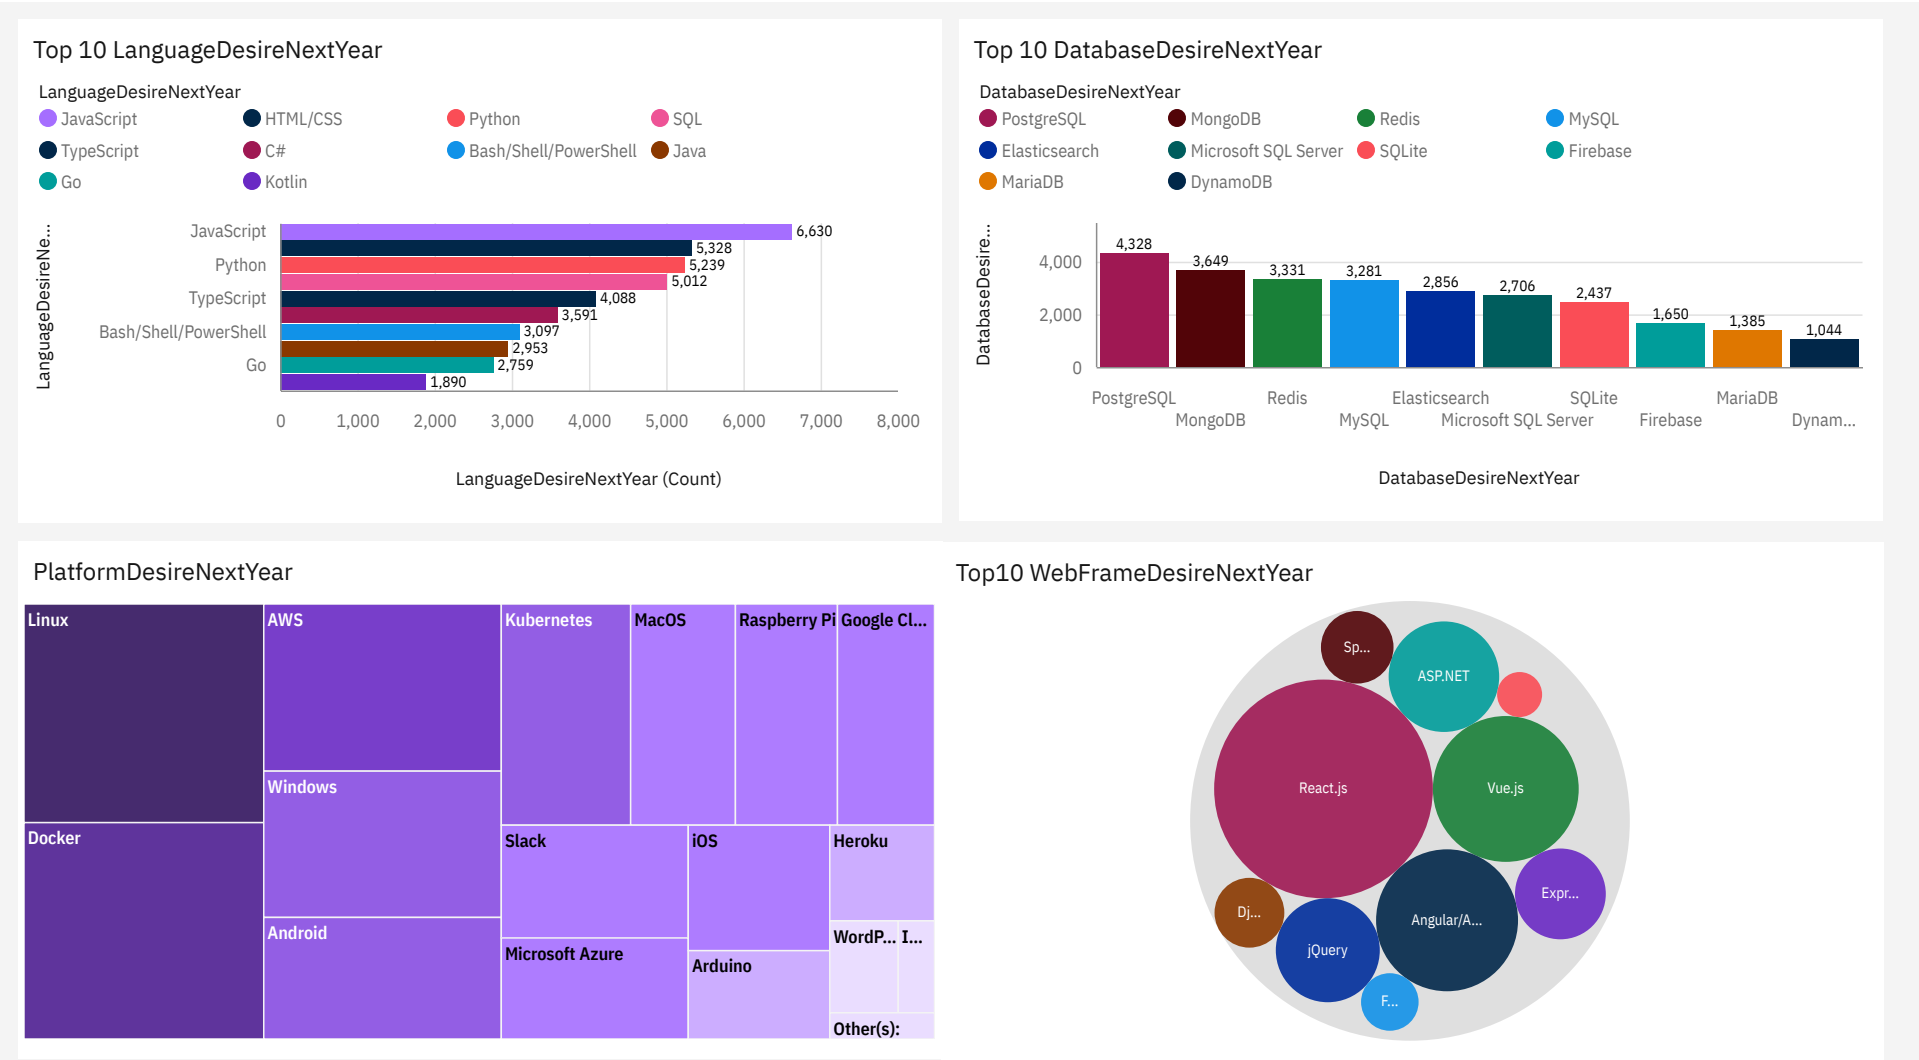 Top 10 LanguageDesireNextYear
LanguageDesireNextYear
JavaScript HTML/CSS Python SQL
TypeScript C# Bash/Shell/PowerShell Java
Go Kotlin
LanguageDesireNe...
JavaScript 6,630
5,328
Python 5,239
5,012
TypeScript 4,088
3,591
Bash/Shell/PowerShell 3,097
2,953
Go 2,759
1,890
0 1,000 2,000 3,000 4,000 5,000 6,000 7,000 8,000
LanguageDesireNextYear (Count)
Top 10 DatabaseDesireNextYear
DatabaseDesireNextYear
PostgreSQL MongoDB Redis MySQL
Elasticsearch Microsoft SQL Server SQLite Firebase
MariaDB DynamoDB
DatabaseDesire...
4,000
2,000
0
4,328 3,649 3,331 3,281 2,856 2,706 2,437 1,650 1,385 1,044
PostgreSQL Redis Elasticsearch SQLite MariaDB
MongoDB MySQL Microsoft SQL Server Firebase Dynam...
DatabaseDesireNextYear
PlatformDesireNextYear
Linux AWS Kubernetes MacOS Raspberry Pi Google Cl...
Windows
Docker Slack iOS Heroku
Android WordP... I...
Microsoft Azure Arduino
Other(s):
Top10 WebFrameDesireNextYear
Sp...
ASP.NET
React.js Vue.js
Expr...
Dj... Angular/A...
jQuery
F...